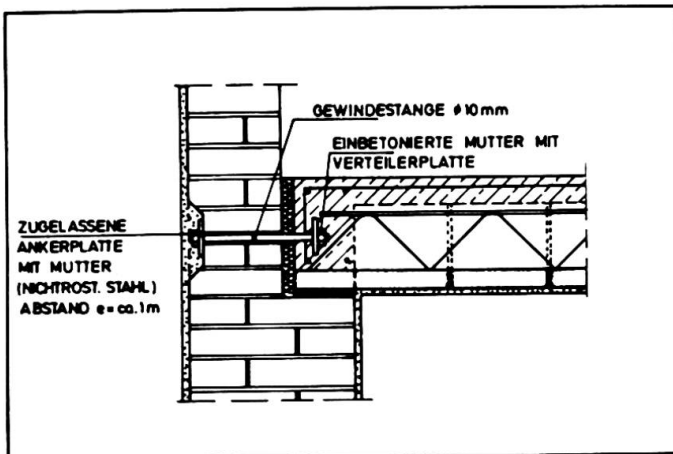 GEWINDESTANGE ø10mm
EINBETONIERTE MUTTER MIT
VERTEILERPLATTE
ZUGELASSENE
ANKERPLATTE
MIT MUTTER
(NICHTROST. STAHL)
ABSTAND e = ca. 1m